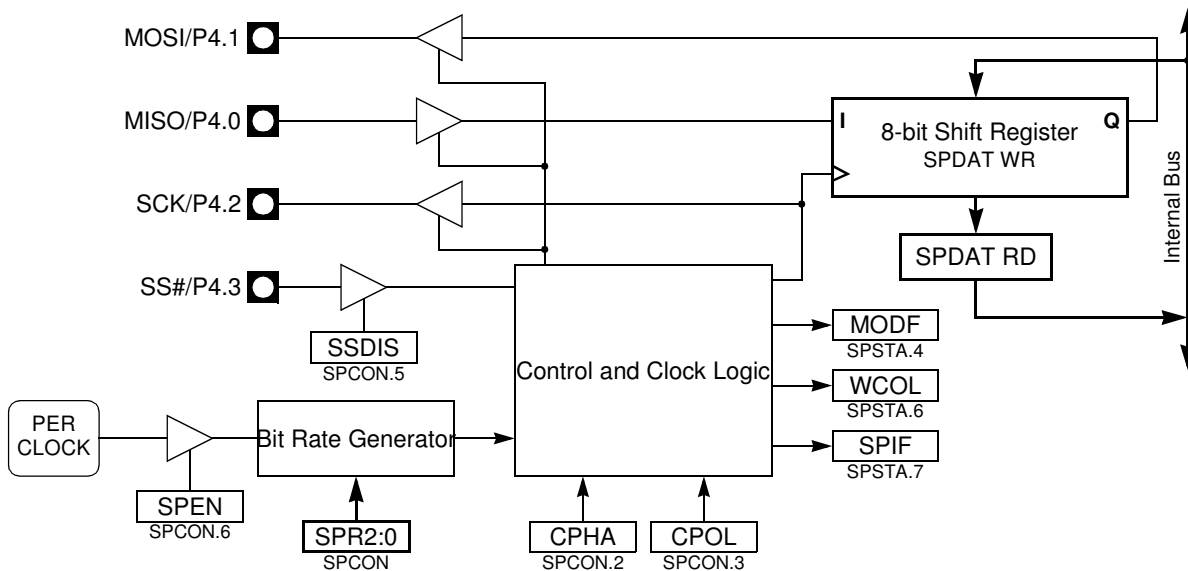 MOSI/P4.1
MISO/P4.0
I
8-bit Shift Register
Q
SPDAT WR
Internal Bus
SCK/P4.2
SPDAT RD
SS#/P4.3
MODF
SPSTA.4
SSDIS
SPCON.5
Control and Clock Logic
WCOL
SPSTA.6
PER
CLOCK
Bit Rate Generator
SPIF
SPSTA.7
SPEN
SPCON.6
SPR2:0
SPCON
CPHA
SPCON.2
CPOL
SPCON.3